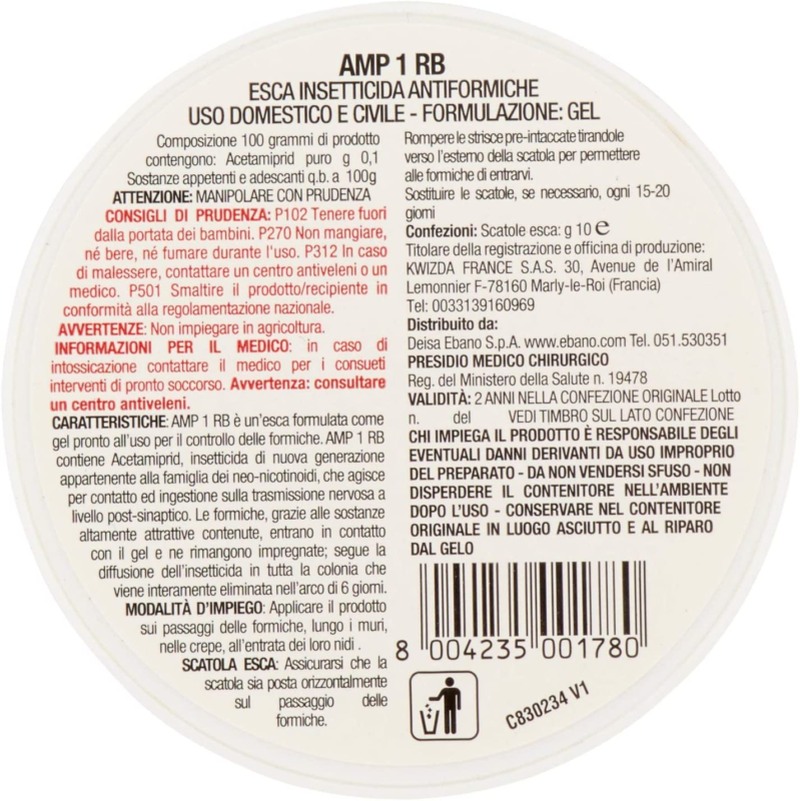 AMP 1 RB
ESCA INSETTICIDA ANTIFORMICHE
USO DOMESTICO E CIVILE - FORMULAZIONE: GEL
Composizione 100 grammi di prodotto
contengono: Acetamiprid puro g 0,1
Sostanze appetenti e adescanti q.b. a 100g
ATTENZIONE: MANIPOLARE CON PRUDENZA
CONSIGLI DI PRUDENZA: P102 Tenere fuori
dalla portata dei bambini. P270 Non mangiare,
né bere, né fumare durante l'uso. P312 In caso
di malessere, contattare un centro antiveleni o un
medico. P501 Smaltire il prodotto/recipiente in
conformità alla regolamentazione nazionale.
AVVERTENZE: Non impiegare in agricoltura.
INFORMAZIONI PER IL MEDICO: in caso di
intossicazione contattare il medico per i consueti
interventi di pronto soccorso. Avvertenza: consultare
un centro antiveleni.
CARATTERISTICHE: AMP 1 RB è un'esca formulata come
gel pronto all'uso per il controllo delle formiche. AMP 1 RB
contiene Acetamiprid, insetticida di nuova generazione
appartenente alla famiglia dei neo-nicotinoidi, che agisce
per contatto ed ingestione sulla trasmissione nervosa a
livello post-sinaptico. Le formiche, grazie alle sostanze
altamente attrattive contenute, entrano in contatto
con il gel e ne rimangono impregnate; segue la
diffusione dell'insetticida in tutta la colonia che
viene interamente eliminata nell'arco di 6 giorni.
MODALITÀ D'IMPIEGO: Applicare il prodotto
sui passaggi delle formiche, lungo i muri,
nelle crepe, all'entrata dei loro nidi .
SCATOLA ESCA: Assicurarsi che la
scatola sia posta orizzontalmente
sul passaggio delle
formiche.
Rompere le strisce pre-intaccate tirandole
verso l'esterno della scatola per permettere
alle formiche di entrarvi.
Sostituire le scatole, se necessario, ogni 15-20
giorni
Confezioni: Scatole esca: g 10 e
Titolare della registrazione e officina di produzione:
KWIZDA FRANCE S.A.S. 30, Avenue de l'Amiral
Lemonnier F-78160 Marly-le-Roi (Francia)
Tel: 0033139160969
Distribuito da:
Deisa Ebano S.p.A. www.ebano.com Tel. 051.530351
PRESIDIO MEDICO CHIRURGICO
Reg. del Ministero della Salute n. 19478
VALIDITÀ: 2 ANNI NELLA CONFEZIONE ORIGINALE Lotto
n. del VEDI TIMBRO SUL LATO CONFEZIONE
CHI IMPIEGA IL PRODOTTO È RESPONSABILE DEGLI
EVENTUALI DANNI DERIVANTI DA USO IMPROPRIO
DEL PREPARATO - DA NON VENDERSI SFUSO - NON
DISPERDERE IL CONTENITORE NELL'AMBIENTE
DOPO L'USO - CONSERVARE NEL CONTENITORE
ORIGINALE IN LUOGO ASCIUTTO E AL RIPARO
DAL GELO
8 004235 001780
C830234 V1